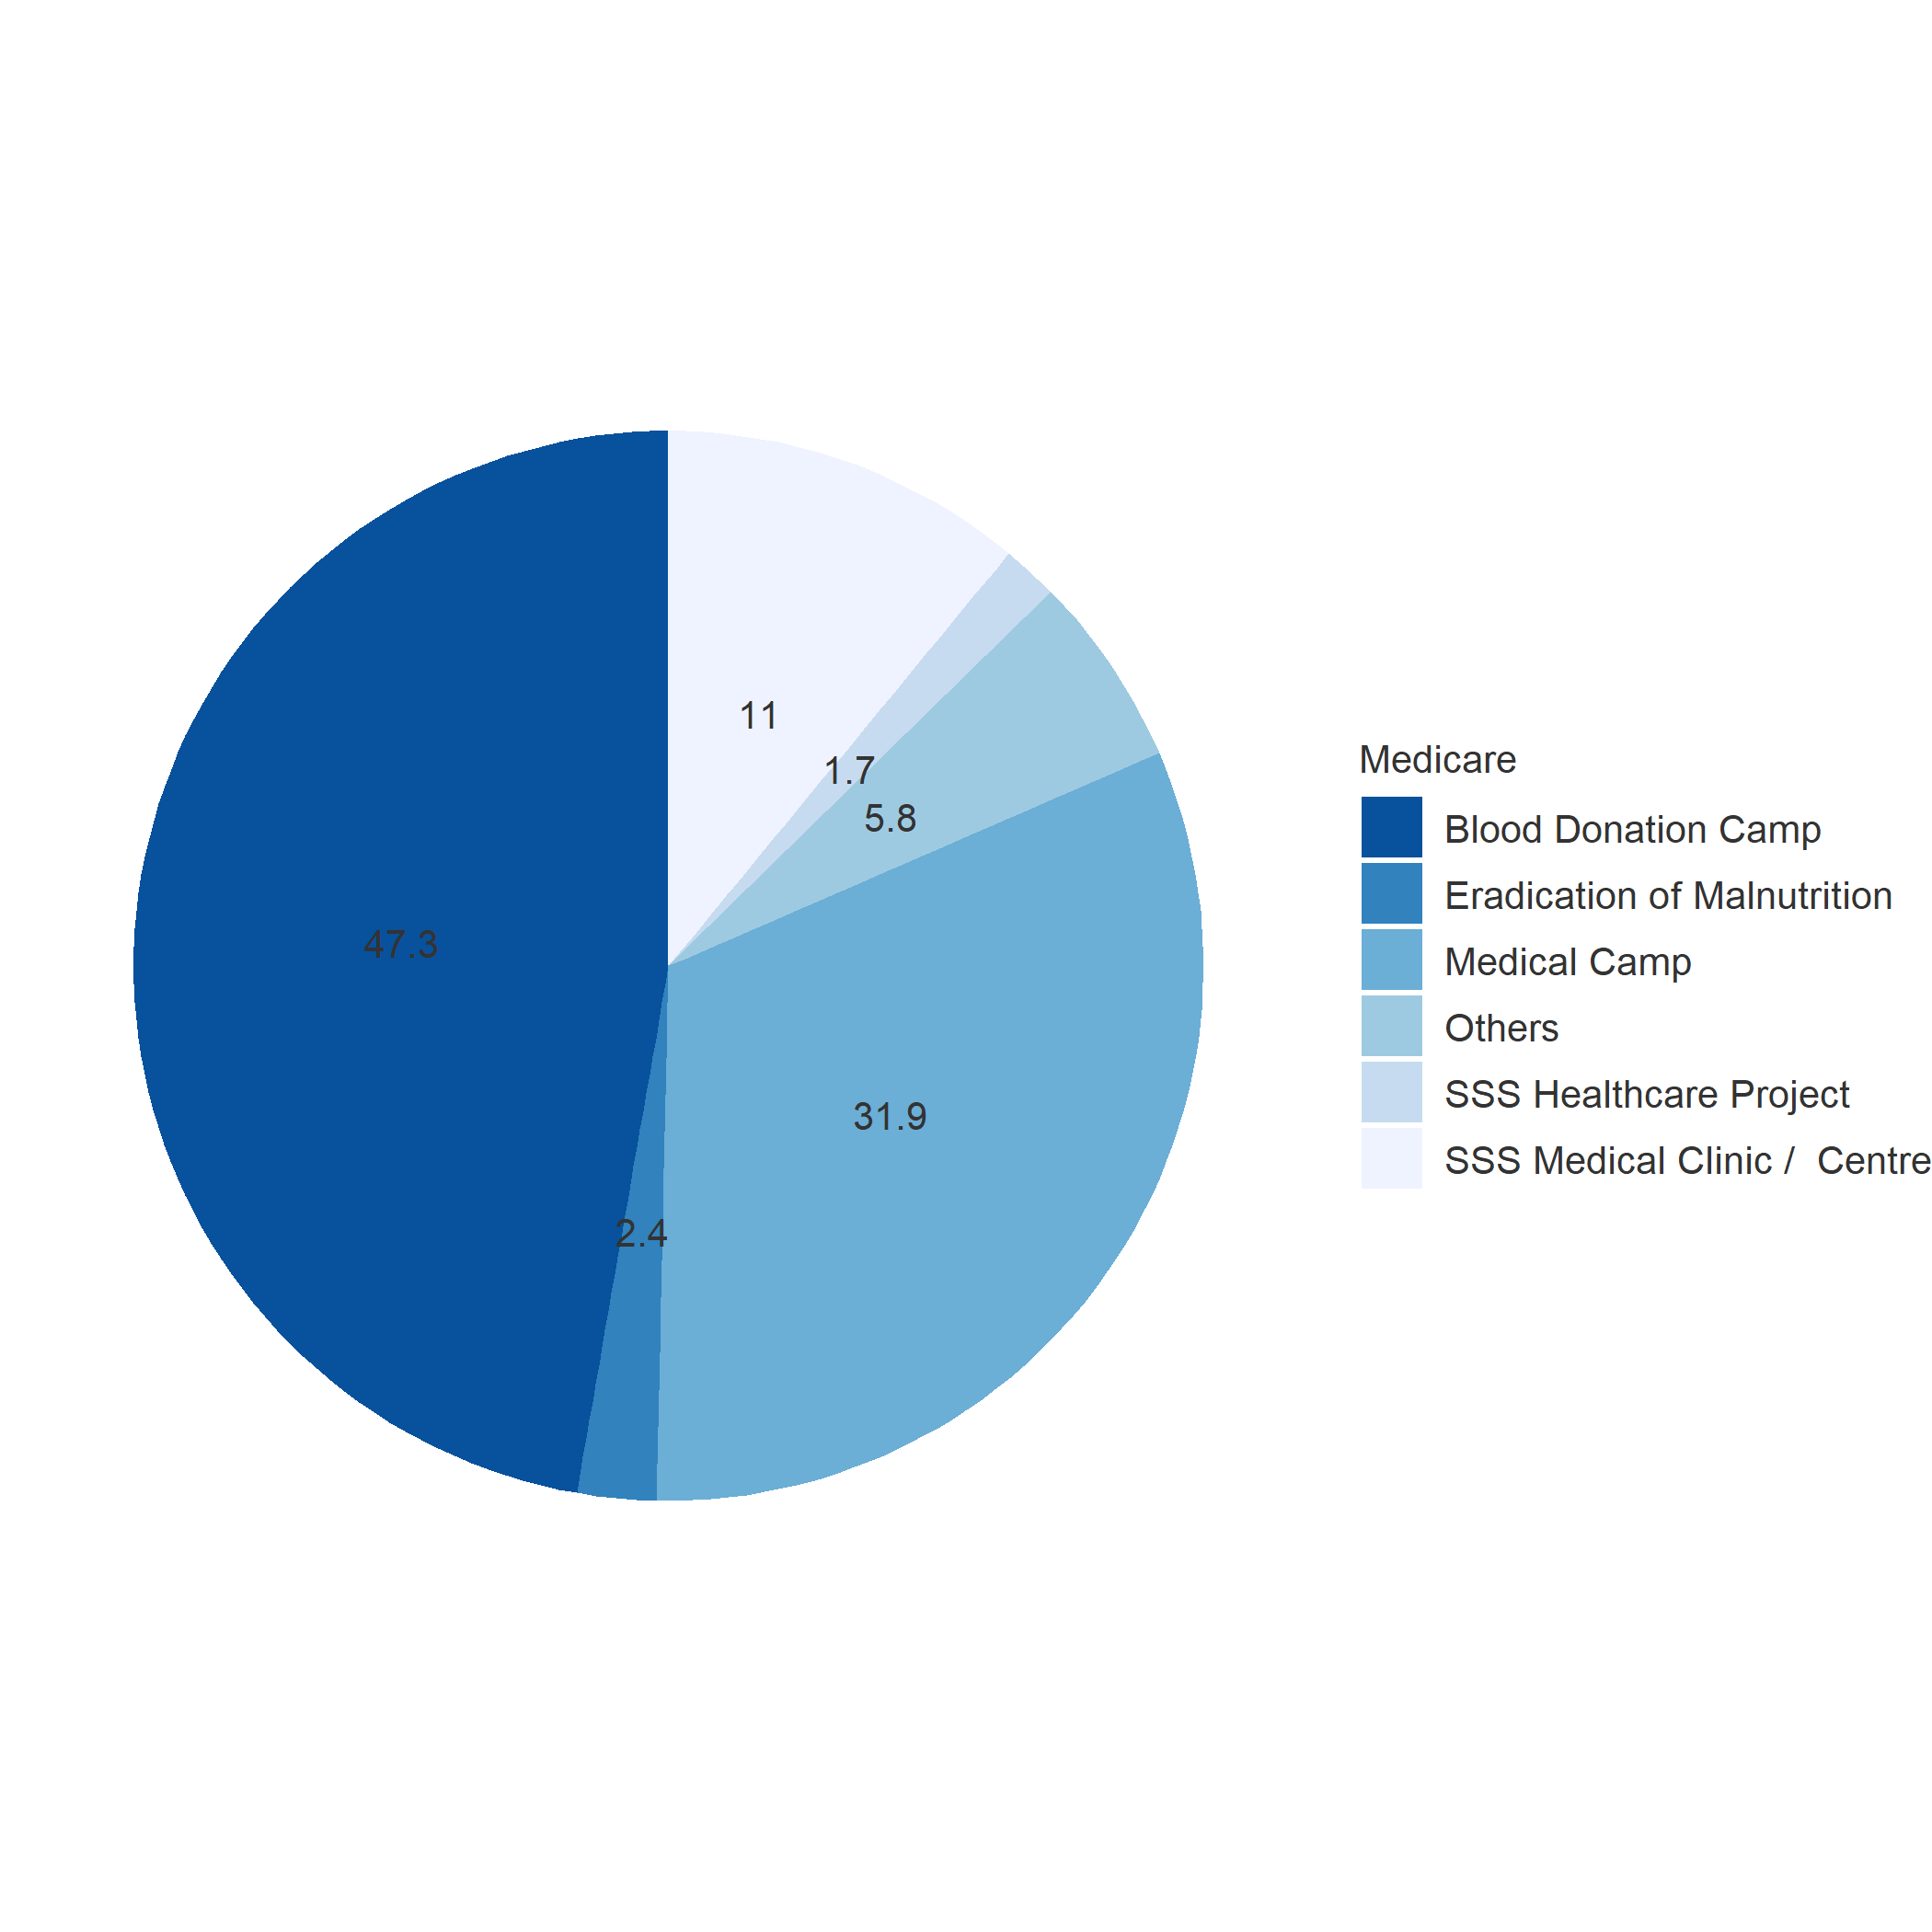 11
1.7
5.8
47.3
31.9
2.4
Medicare
Blood Donation Camp
Eradication of Malnutrition
Medical Camp
Others
SSS Healthcare Project
SSS Medical Clinic /  Centre